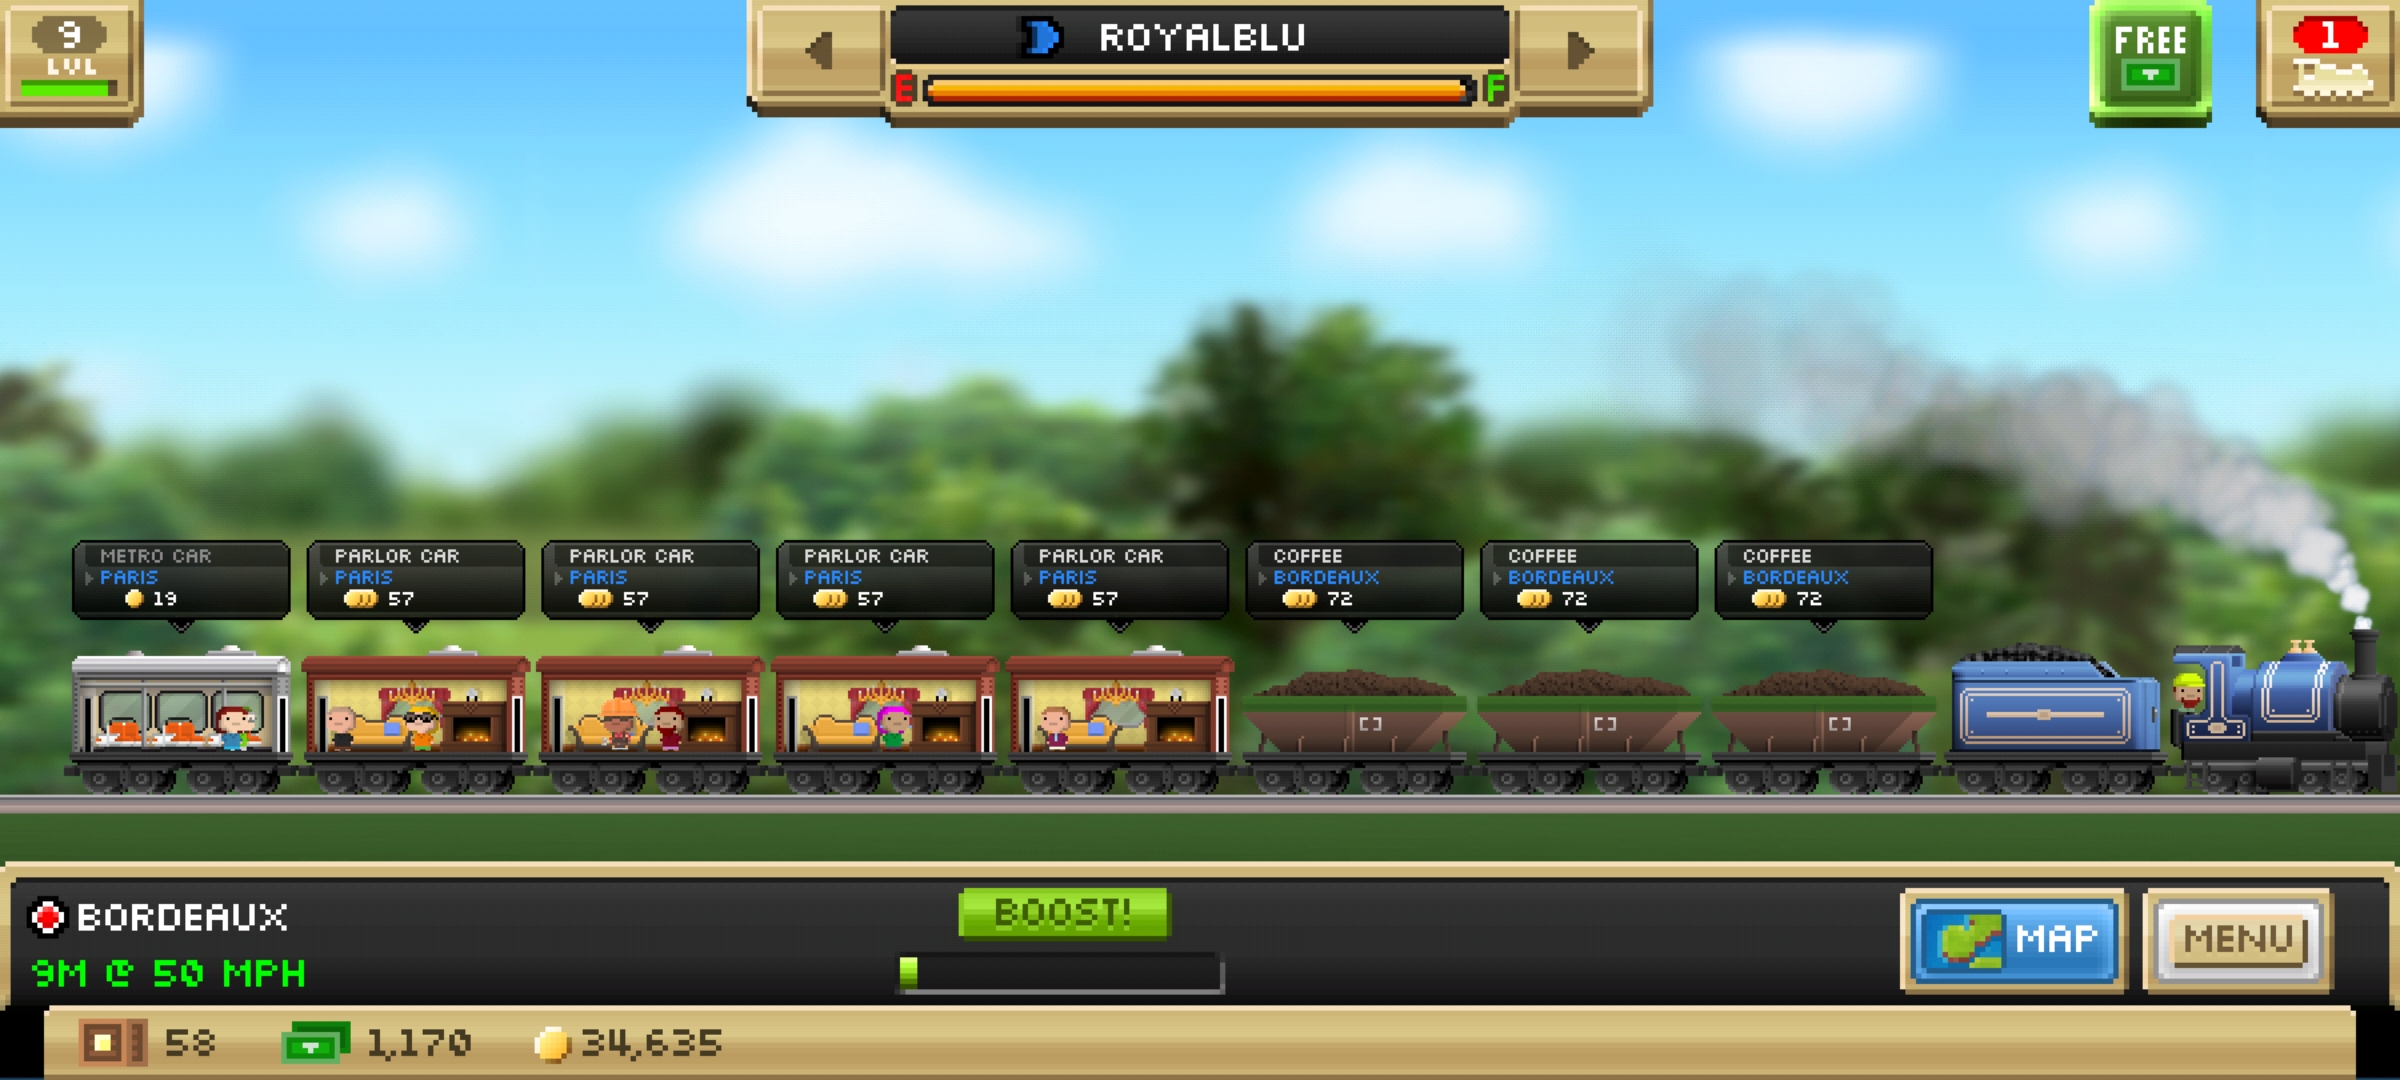 9
LVL
ROYALBLU
E F
FREE
1
METRO CAR
PARIS
19
PARLOR CAR
PARIS
57
PARLOR CAR
PARIS
57
PARLOR CAR
PARIS
57
PARLOR CAR
PARIS
57
COFFEE
BORDEAUX
72
COFFEE
BORDEAUX
72
COFFEE
BORDEAUX
72
BORDEAUX
9M @ 50 MPH
BOOST!
MAP
MENU
58
1,170
34,635